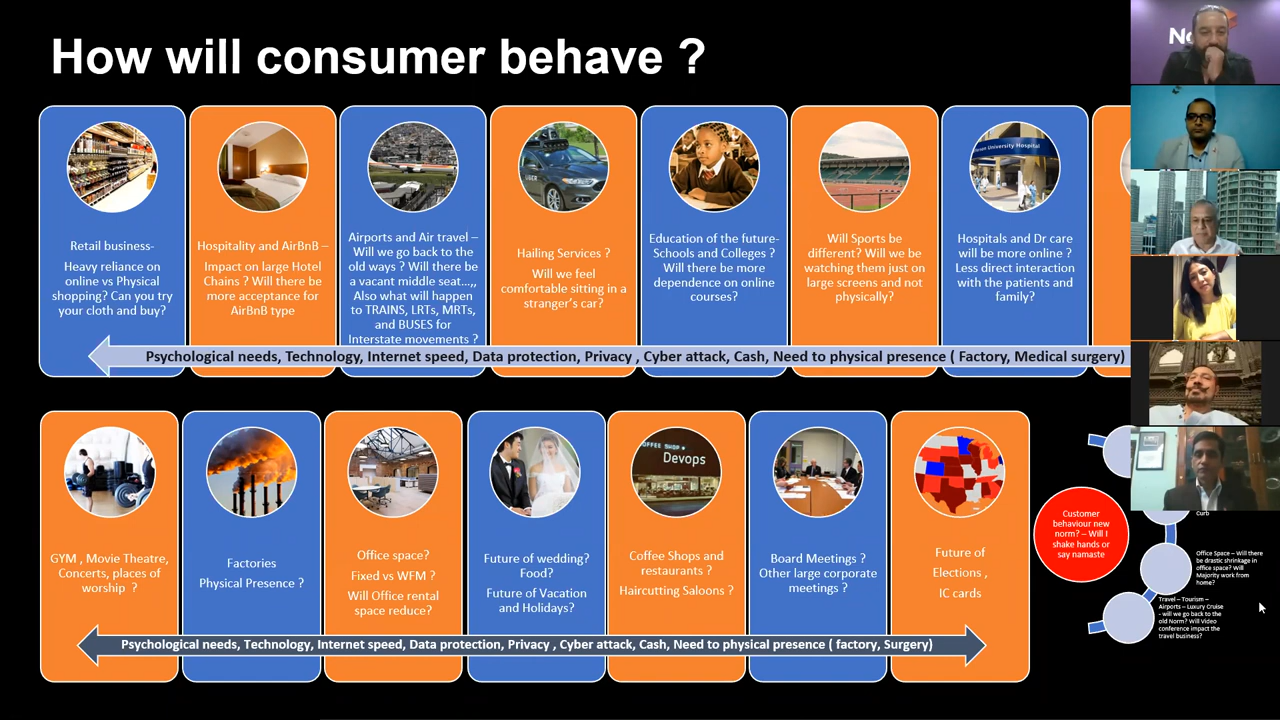 How will consumer behave ?
Retail business-
Heavy reliance on
online vs Physical
shopping? Can you try
your cloth and buy?
Hospitality and AirBnB –
Impact on large Hotel
Chains ? Will there be
more acceptance for
AirBnB type
Airports and Air travel –
Will we go back to the
old ways ? Will there be
a vacant middle seat...,,
Also what will happen
to TRAINS, LRTs, MRTs,
and BUSES for
Interstate movements ?
UBER
Hailing Services ?
Will we feel
comfortable sitting in a
stranger's car?
Education of the future-
Schools and Colleges ?
Will there be more
dependence on online
courses?
Will Sports be
different? Will we be
watching them just on
large screens and not
physically?
University Hospital
Hospitals and Dr care
will be more online ?
Less direct interaction
with the patients and
family?
Psychological needs, Technology, Internet speed, Data protection, Privacy , Cyber attack, Cash, Need to physical presence ( Factory, Medical surgery)
GYM , Movie Theatre,
Concerts, places of
worship ?
Factories
Physical Presence ?
Office space?
Fixed vs WFM ?
Will Office rental
space reduce?
Future of wedding?
Food?
Future of Vacation
and Holidays?
COFFEE SHOP
Devops
Coffee Shops and
restaurants ?
Haircutting Saloons ?
Board Meetings ?
Other large corporate
meetings ?
Future of
Elections ,
IC cards
Psychological needs, Technology, Internet speed, Data protection, Privacy , Cyber attack, Cash, Need to physical presence ( factory, Surgery)
Customer
behaviour new
norm? – Will I
shake hands or
say namaste
Curb
Office Space – Will there
be drastic shrinkage in
office space? Will
Majority work from
home?
Travel – Tourism –
Airports – Luxury Cruise
- will we go back to the
old Norm? Will Video
conference impact the
travel business?